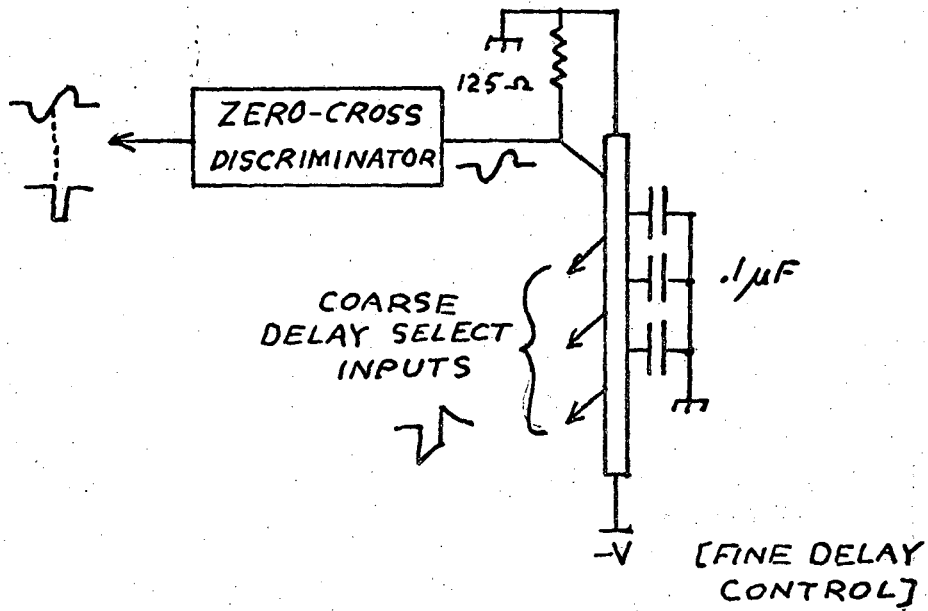 125Ω
ZERO-CROSS
DISCRIMINATOR
.1μF
COARSE
DELAY SELECT
INPUTS
-V
[FINE DELAY
CONTROL]